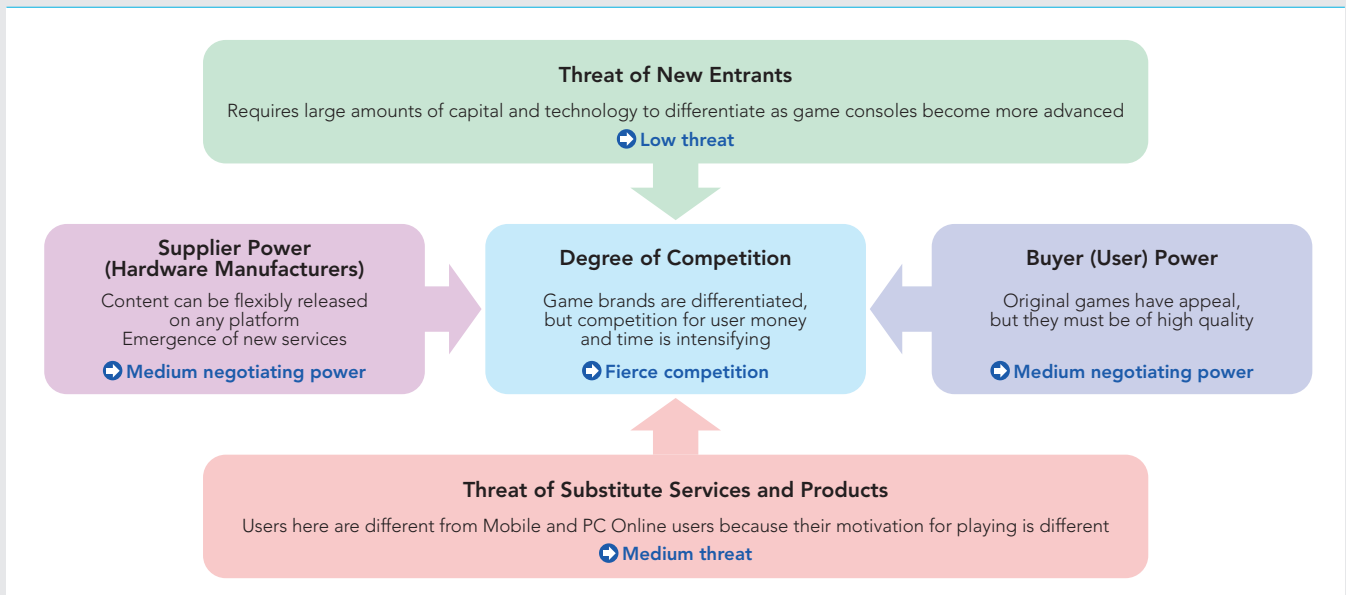 Threat of New Entrants
Requires large amounts of capital and technology to differentiate as game consoles become more advanced
Low threat
Supplier Power
(Hardware Manufacturers)
Content can be flexibly released
on any platform
Emergence of new services
Medium negotiating power
Degree of Competition
Game brands are differentiated,
but competition for user money
and time is intensifying
Fierce competition
Buyer (User) Power
Original games have appeal,
but they must be of high quality
Medium negotiating power
Threat of Substitute Services and Products
Users here are different from Mobile and PC Online users because their motivation for playing is different
Medium threat